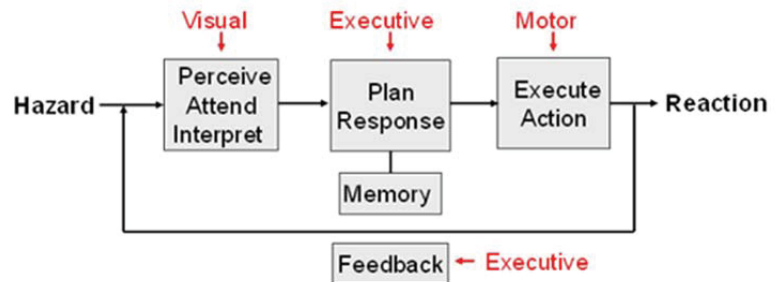 Visual Executive Motor
Hazard
Perceive
Attend
Interpret
Plan
Response
Execute
Action
Reaction
Memory
Feedback
Executive